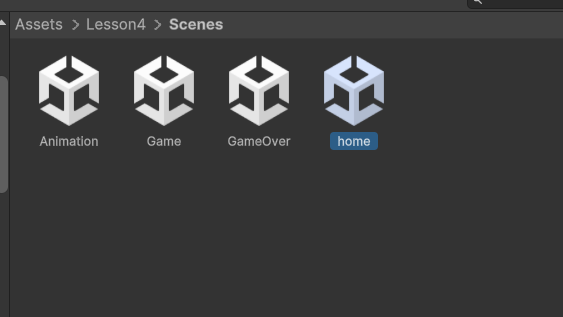 Assets > Lesson4 > Scenes
Animation
Game
GameOver
home